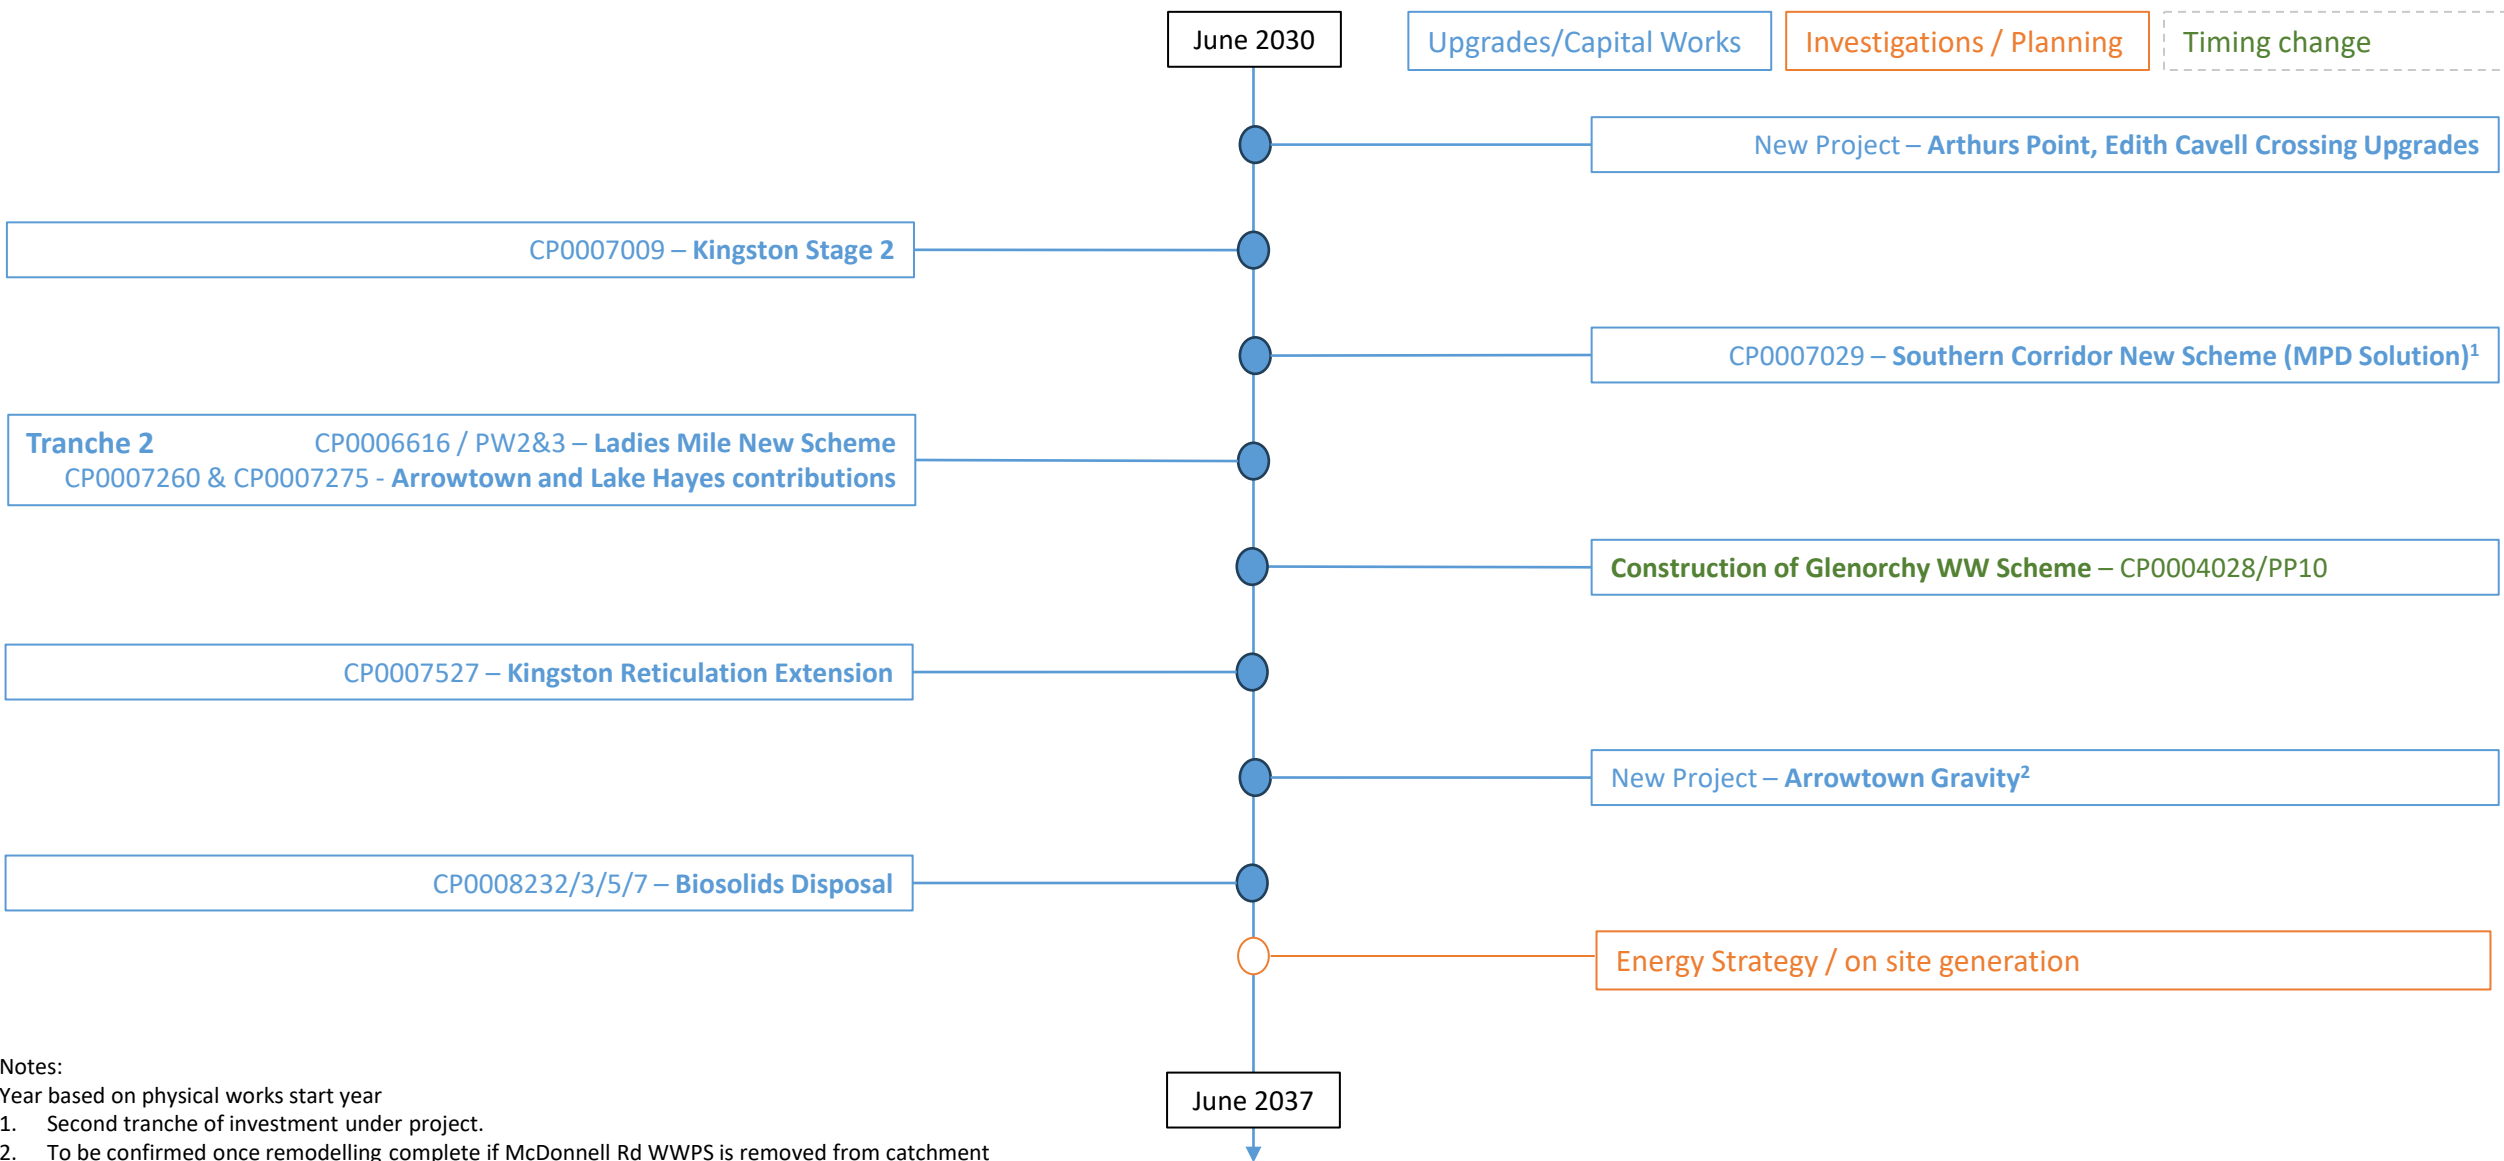 June 2030
Upgrades/Capital Works
Investigations / Planning
Timing change
New Project – Arthurs Point, Edith Cavell Crossing Upgrades
CP0007009 – Kingston Stage 2
CP0007029 – Southern Corridor New Scheme (MPD Solution)1
Tranche 2 CP0006616 / PW2&3 – Ladies Mile New Scheme
CP0007260 & CP0007275 - Arrowtown and Lake Hayes contributions
Construction of Glenorchy WW Scheme – CP0004028/PP10
CP0007527 – Kingston Reticulation Extension
New Project – Arrowtown Gravity2
CP0008232/3/5/7 – Biosolids Disposal
Energy Strategy / on site generation
June 2037
Notes:
Year based on physical works start year
1. Second tranche of investment under project.
2. To be confirmed once remodelling complete if McDonnell Rd WWPS is removed from catchment